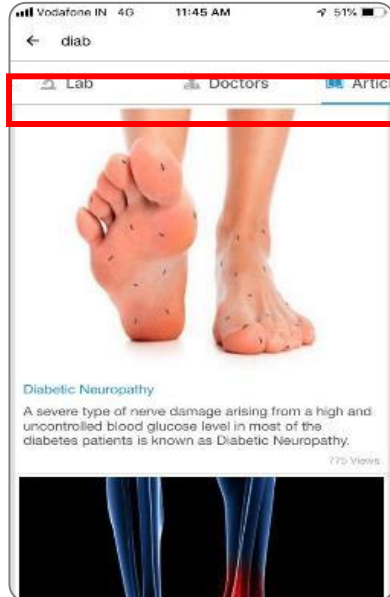 Vodafone IN 4G 11:45 AM 51%
diab
Lab Doctors Artic
Diabetic Neuropathy
A severe type of nerve damage arising from a high and
uncontrolled blood glucose level in most of the
diabetes patients is known as Diabetic Neuropathy.
775 Views